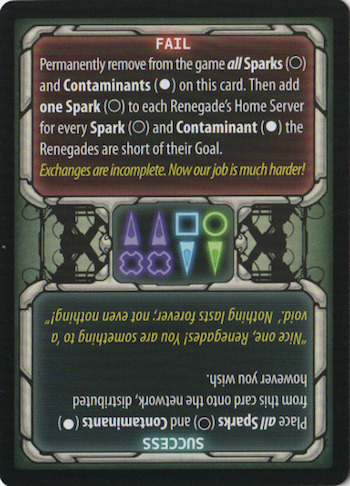 FAIL
Permanently remove from the game all Sparks (○)
and Contaminants (●) on this card. Then add
one Spark (○) to each Renegade's Home Server
for every Spark (○) and Contaminant (●) the
Renegades are short of their Goal.
Exchanges are incomplete. Now our job is much harder!
SUCCESS
Place all Sparks (○) and Contaminants (●)
from this card onto the network, distributed
however you wish.
"Nice one, Renegades! You are something to 'a
void.' Nothing lasts forever, not even nothing!"